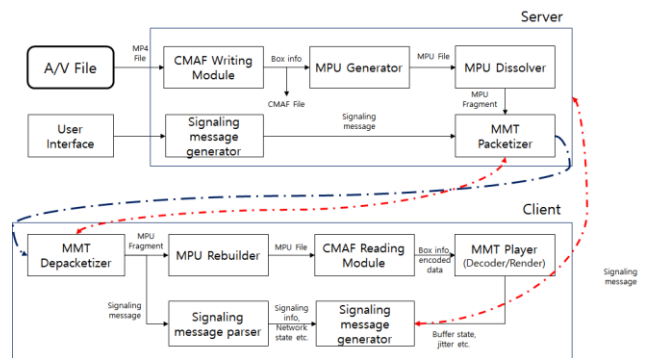 Server
A/V File
MP4
File
CMAF Writing
Module
Box info
CMAF File
MPU Generator
MPU File
MPU Dissolver
MPU
Fragment
User
Interface
Signaling
message
generator
Signaling
message
MMT
Packetizer
Client
MMT
Depacketizer
MPU
Fragment
MPU Rebuilder
MPU File
CMAF Reading
Module
Box info,
encoded
data
MMT Player
(Decoder/Render)
Signaling
message
Signaling
message
Signaling
message parser
Signaling
info,
Network
state etc.
Signaling
message
generator
Buffer state,
jitter etc.